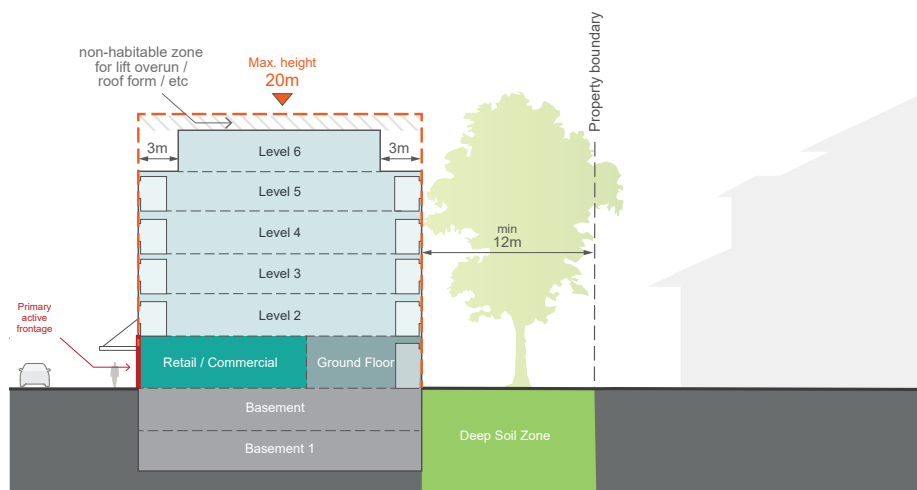 non-habitable zone
for lift overun /
roof form / etc
Max. height
20m
Property boundary
3m
3m
Level 6
Level 5
Level 4
min
12m
Level 3
Level 2
Primary
active
frontage
Retail / Commercial
Ground Floor
Basement
Deep Soil Zone
Basement 1